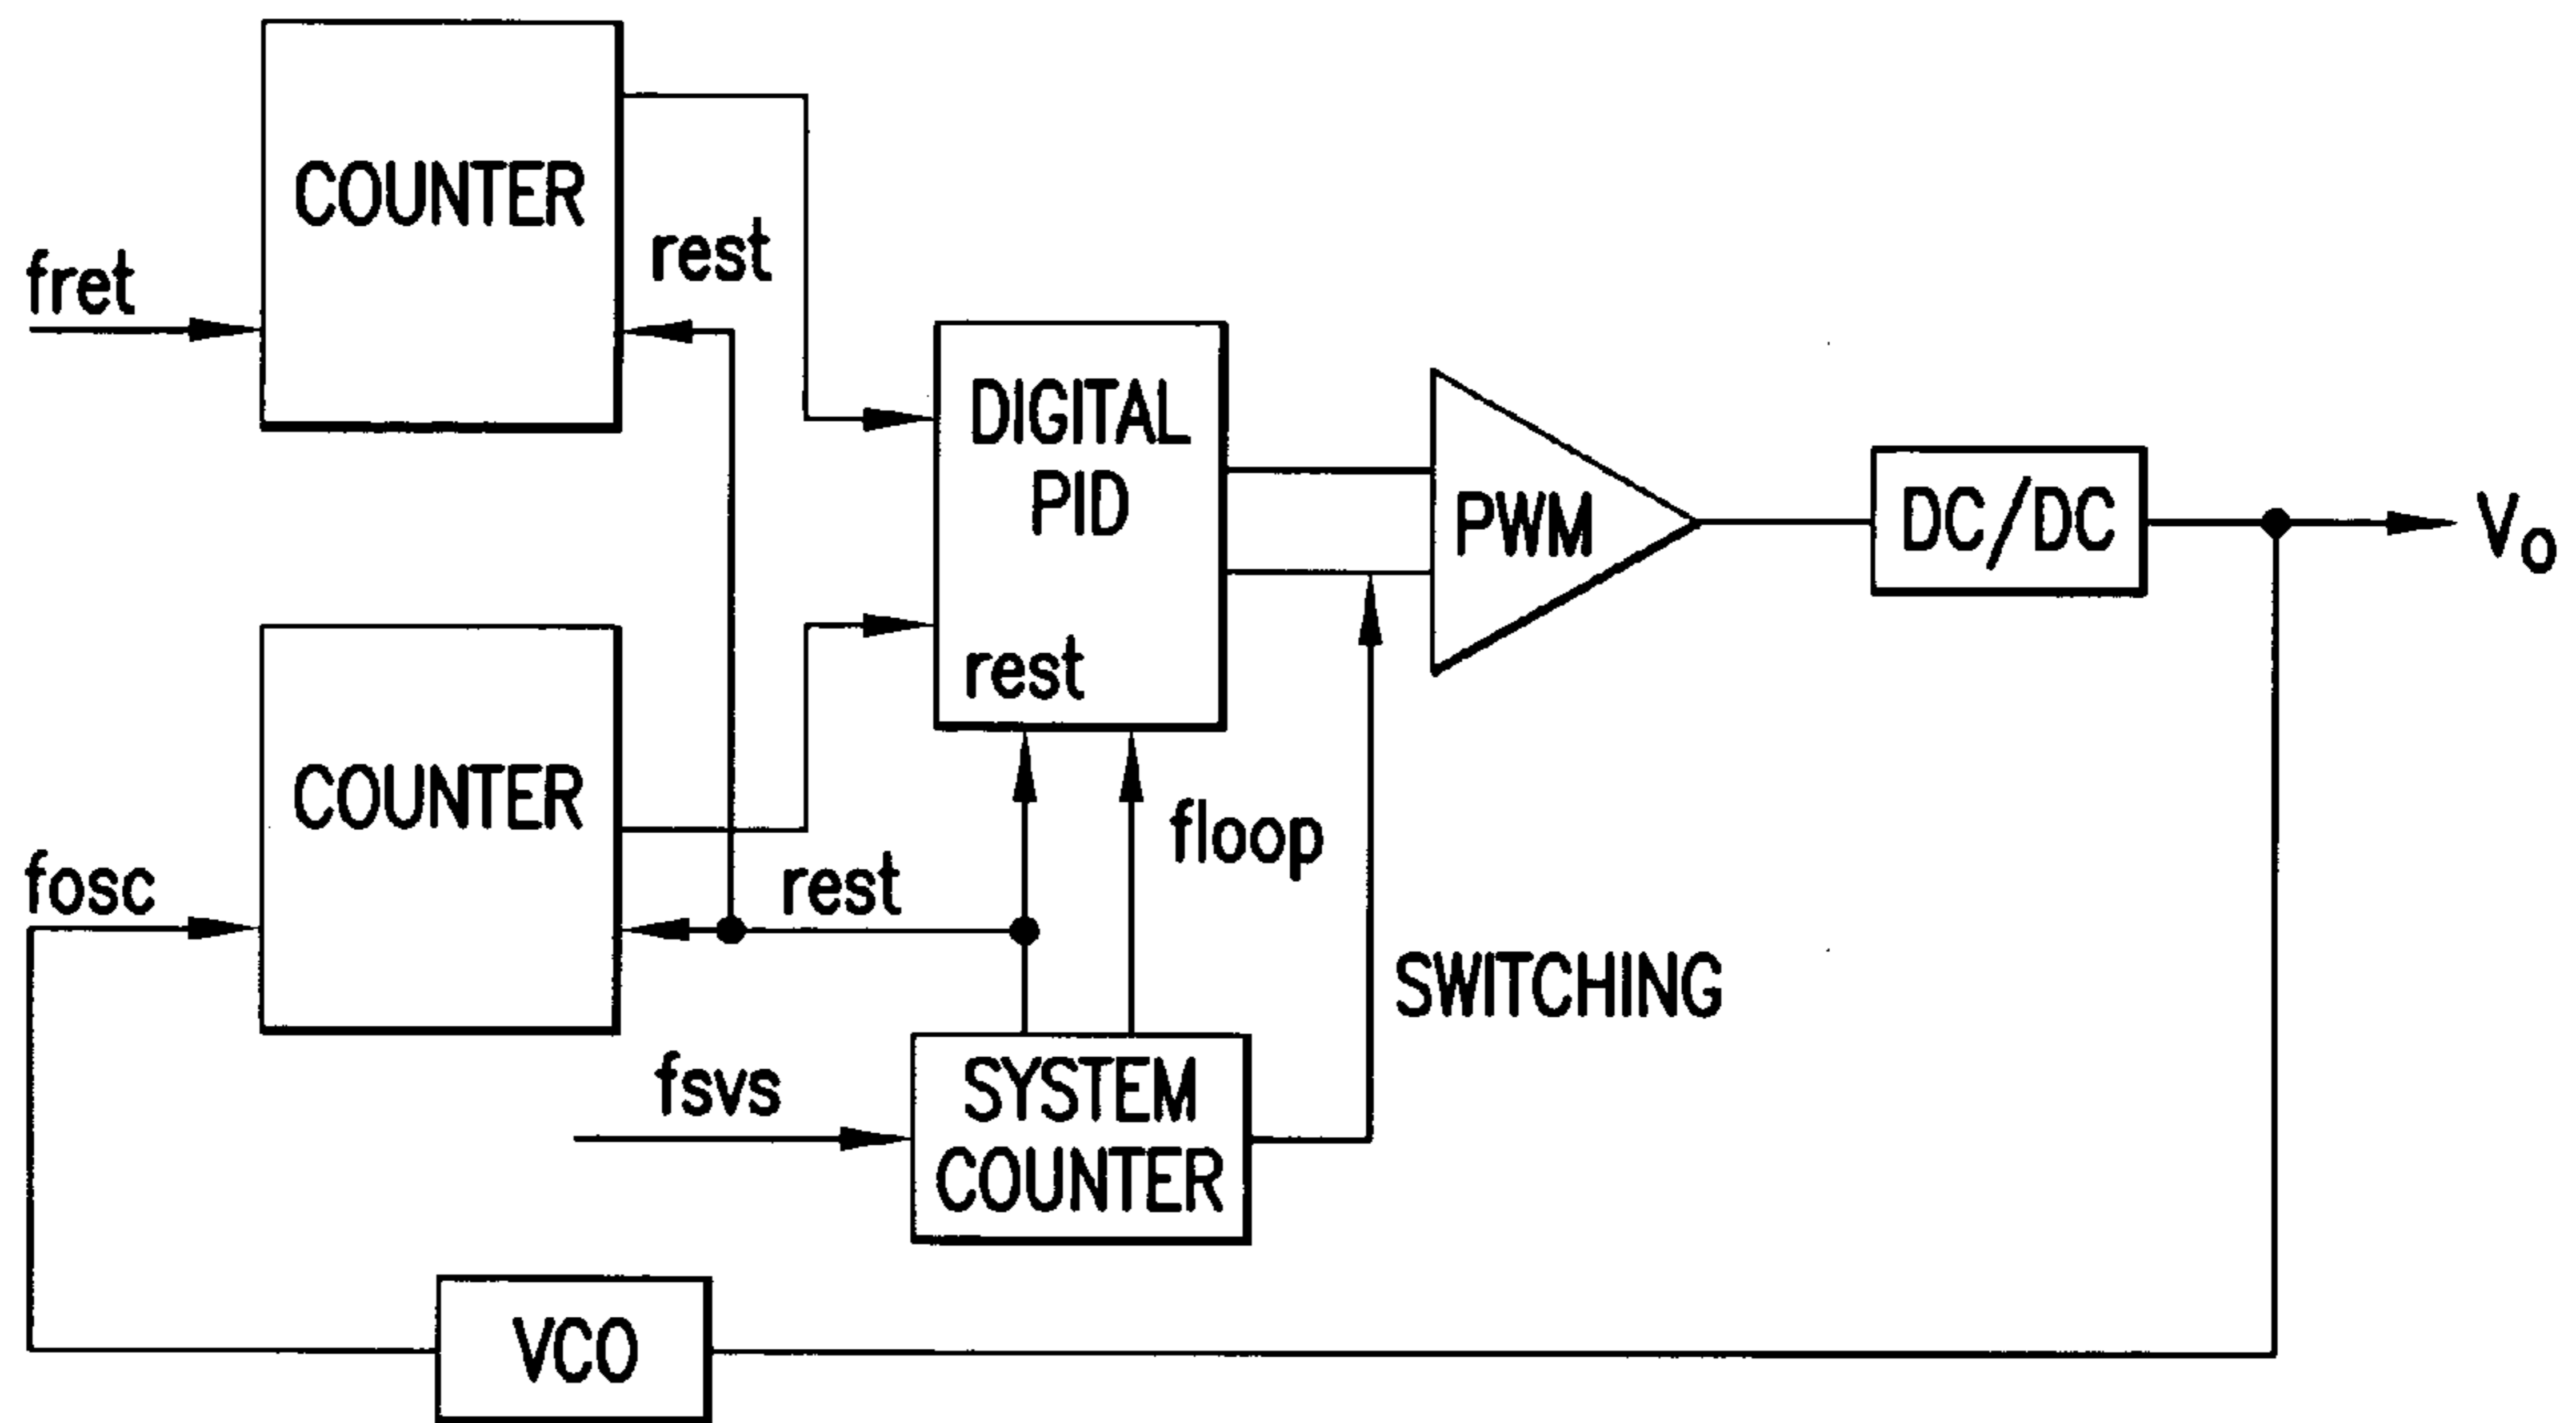 COUNTER
rest
fret
DIGITAL
PID
PWM
DC/DC
Vo
rest
COUNTER
floop
rest
fosc
SWITCHING
fsvs
SYSTEM
COUNTER
VCO